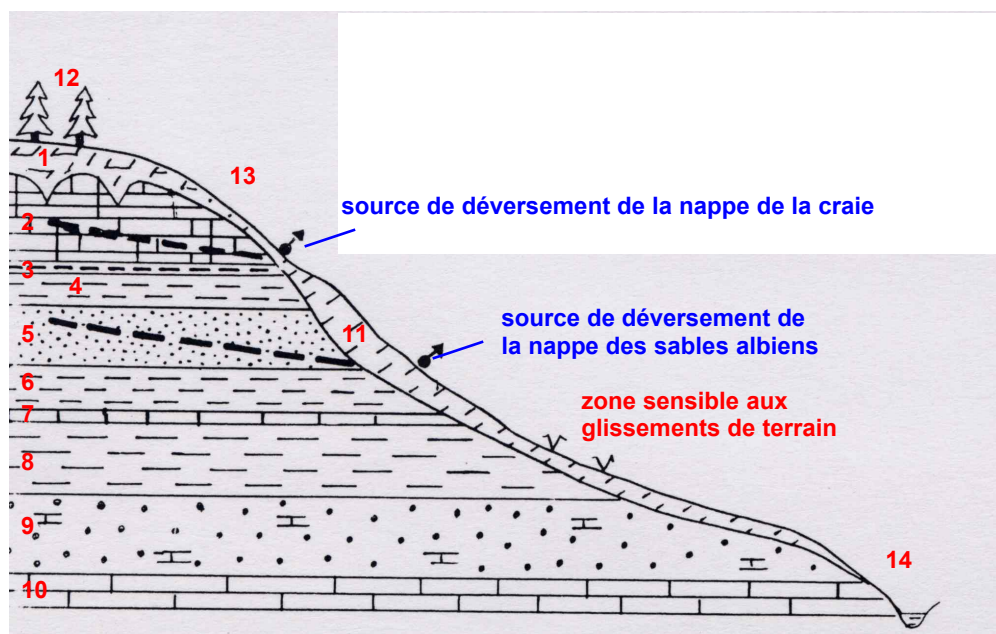 12
1
13
source de déversement de la nappe de la craie
2
3
4
source de déversement de
la nappe des sables albiens
11
5
6
zone sensible aux
glissements de terrain
7
8
9
14
10